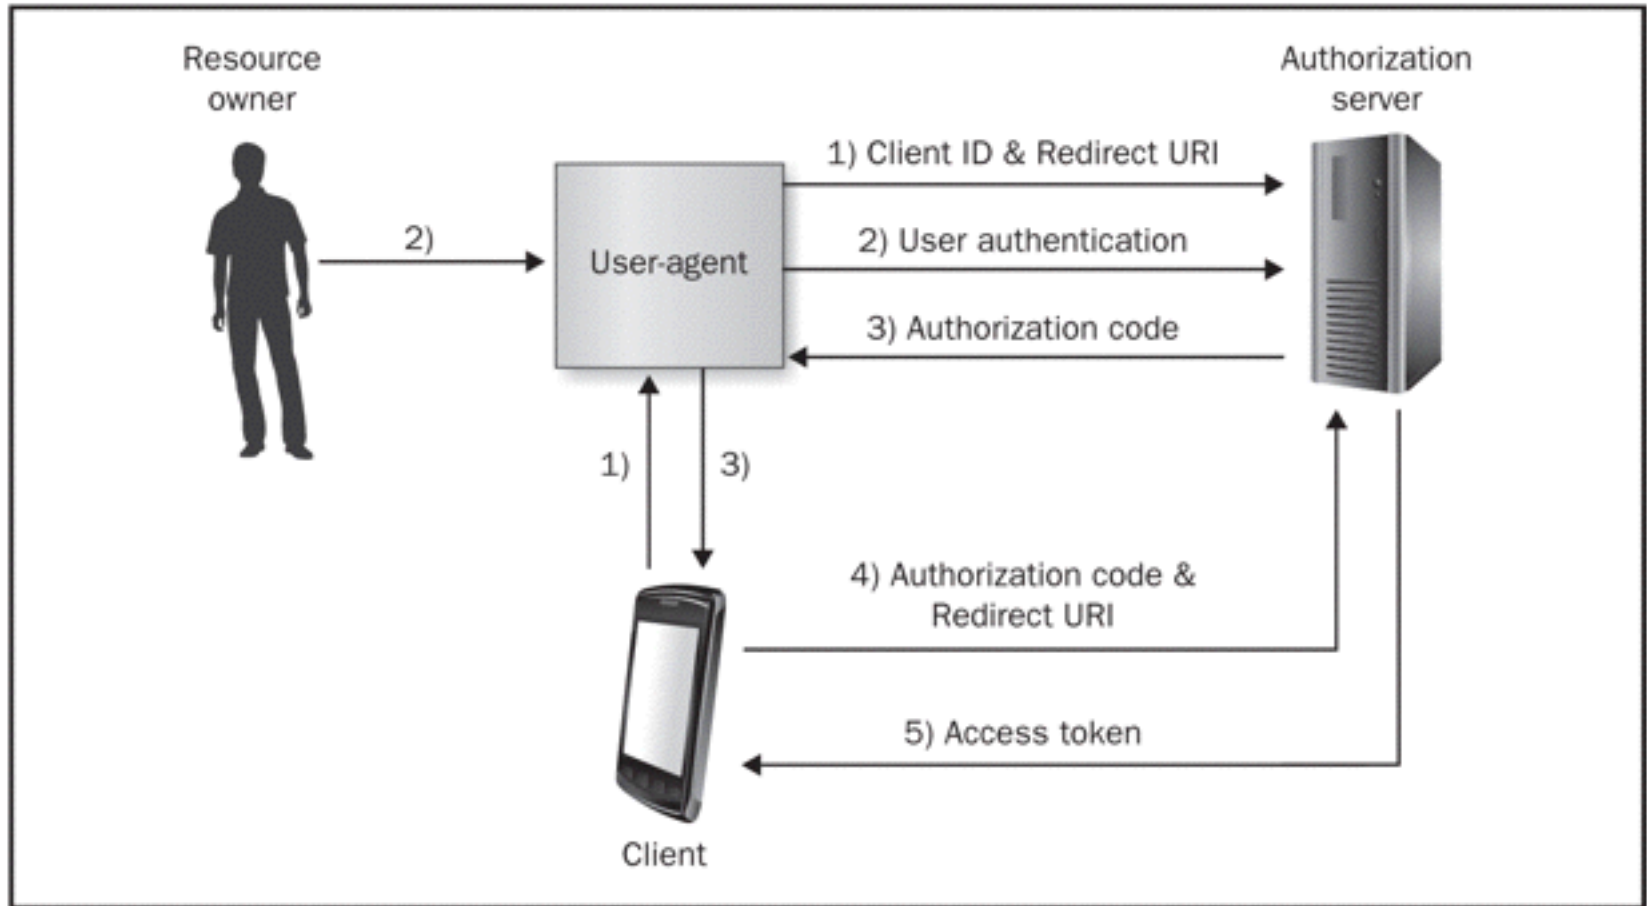 Resource
owner
Authorization
server
1) Client ID & Redirect URI
2)
2) User authentication
User-agent
3) Authorization code
1)
3)
4) Authorization code &
Redirect URI
5) Access token
Client